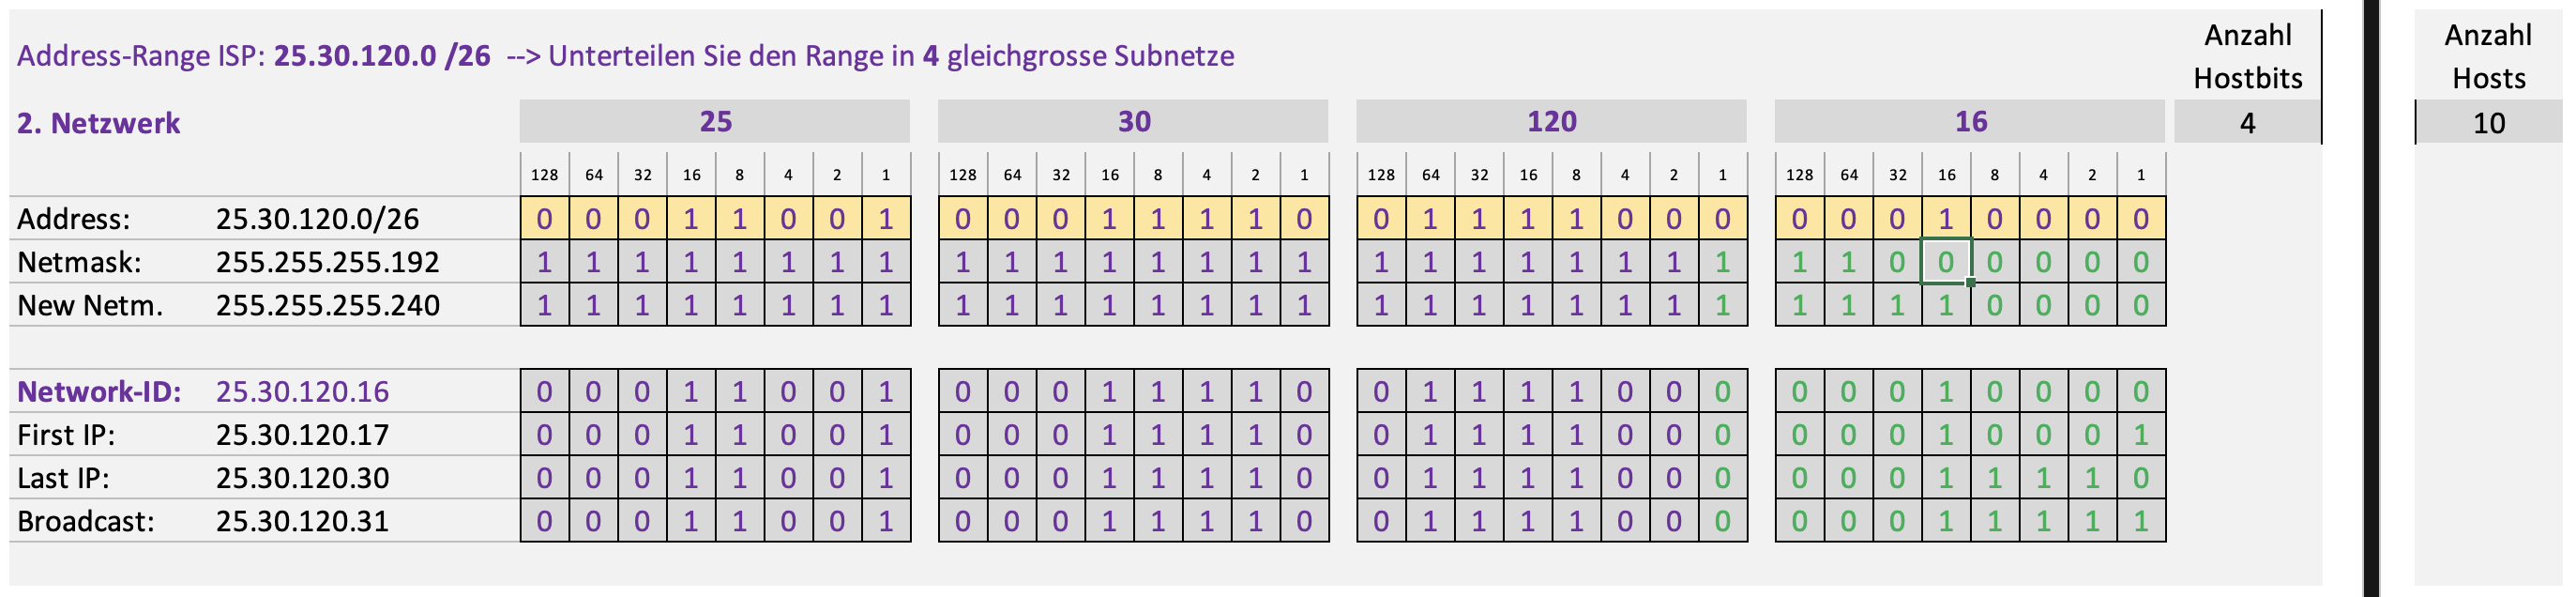 Address-Range ISP: 25.30.120.0 /26 --> Unterteilen Sie den Range in 4 gleichgrosse Subnetze
Anzahl Hostbits
Anzahl Hosts
2. Netzwerk 25 30 120 16 4 10
128 64 32 16 8 4 2 1 128 64 32 16 8 4 2 1 128 64 32 16 8 4 2 1 128 64 32 16 8 4 2 1
Address: 25.30.120.0/26 0 0 0 1 1 0 0 1 0 0 0 1 1 1 1 0 0 1 1 1 1 0 0 0 0 0 0 1 0 0 0 0
Netmask: 255.255.255.192 1 1 1 1 1 1 1 1 1 1 1 1 1 1 1 1 1 1 1 1 1 1 1 1 1 1 0 0 0 0 0 0
New Netm. 255.255.255.240 1 1 1 1 1 1 1 1 1 1 1 1 1 1 1 1 1 1 1 1 1 1 1 1 1 1 1 1 0 0 0 0
Network-ID: 25.30.120.16 0 0 0 1 1 0 0 1 0 0 0 1 1 1 1 0 0 1 1 1 1 0 0 0 0 0 0 1 0 0 0 0
First IP: 25.30.120.17 0 0 0 1 1 0 0 1 0 0 0 1 1 1 1 0 0 1 1 1 1 0 0 0 0 0 0 1 0 0 0 1
Last IP: 25.30.120.30 0 0 0 1 1 0 0 1 0 0 0 1 1 1 1 0 0 1 1 1 1 0 0 0 0 0 0 1 1 1 1 0
Broadcast: 25.30.120.31 0 0 0 1 1 0 0 1 0 0 0 1 1 1 1 0 0 1 1 1 1 0 0 0 0 0 0 1 1 1 1 1